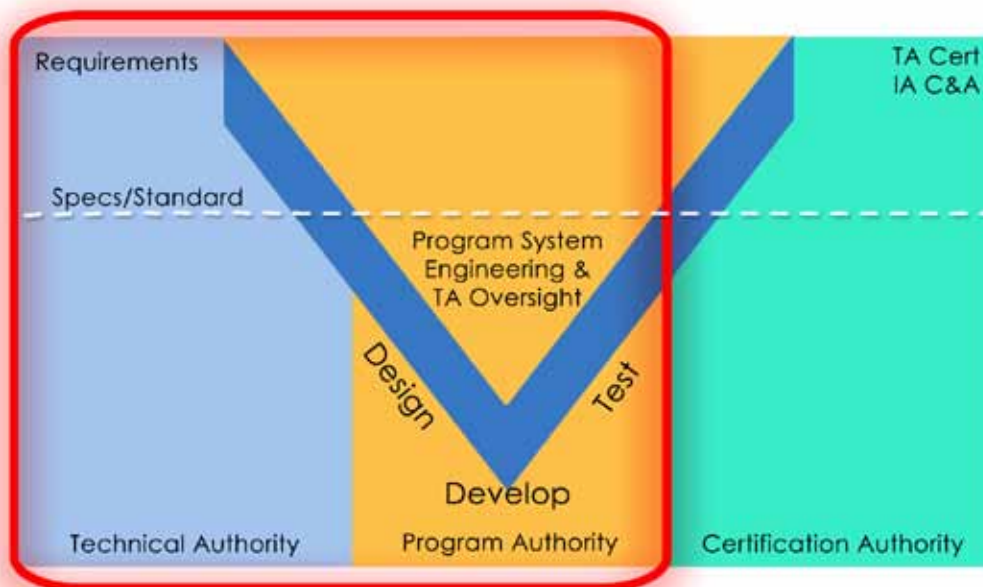 Requirements
TA Cert
IA C&A
Specs/Standard
Program System
Engineering &
TA Oversight
Design
Test
Develop
Technical Authority
Program Authority
Certification Authority